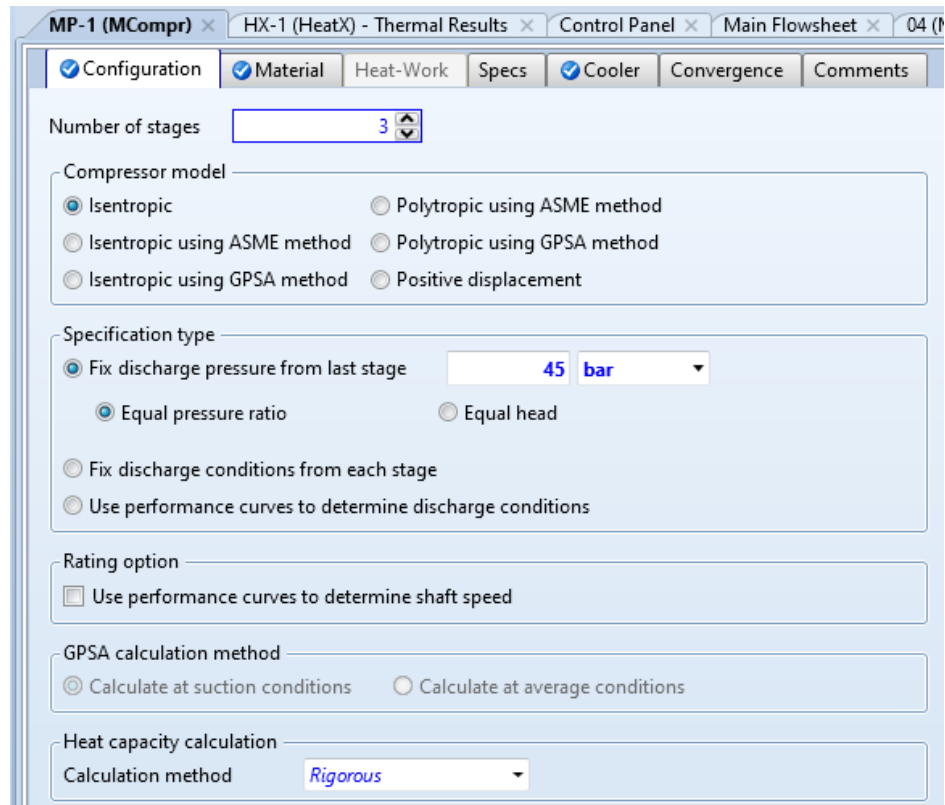 MP-1 (MCompr) × HX-1 (HeatX) - Thermal Results × Control Panel × Main Flowsheet × 04 (
Configuration Material Heat-Work Specs Cooler Convergence Comments
Number of stages 3
Compressor model
Isentropic Polytropic using ASME method
Isentropic using ASME method Polytropic using GPSA method
Isentropic using GPSA method Positive displacement
Specification type
Fix discharge pressure from last stage 45 bar
Equal pressure ratio Equal head
Fix discharge conditions from each stage
Use performance curves to determine discharge conditions
Rating option
Use performance curves to determine shaft speed
GPSA calculation method
Calculate at suction conditions Calculate at average conditions
Heat capacity calculation
Calculation method Rigorous